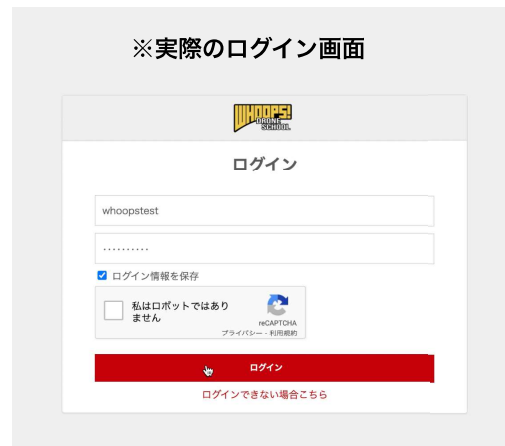 ※実際のログイン画面
WHOOPS!
DRONE
SCHOOL
ログイン
whoopstest
..........
ログイン情報を保存
私はロボットではあり
ません
reCAPTCHA
プライバシー - 利用規約
ログイン
ログインできない場合こちら